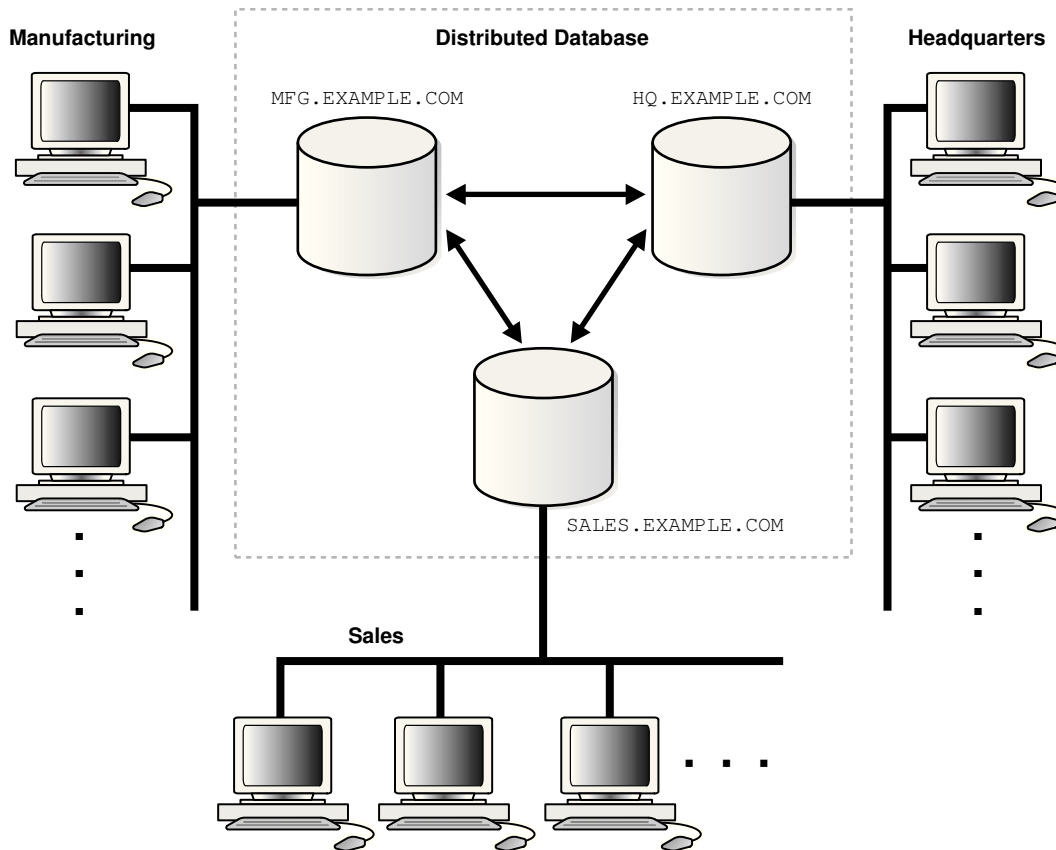 Manufacturing
Distributed Database
Headquarters
MFG.EXAMPLE.COM
HQ.EXAMPLE.COM
SALES.EXAMPLE.COM
Sales